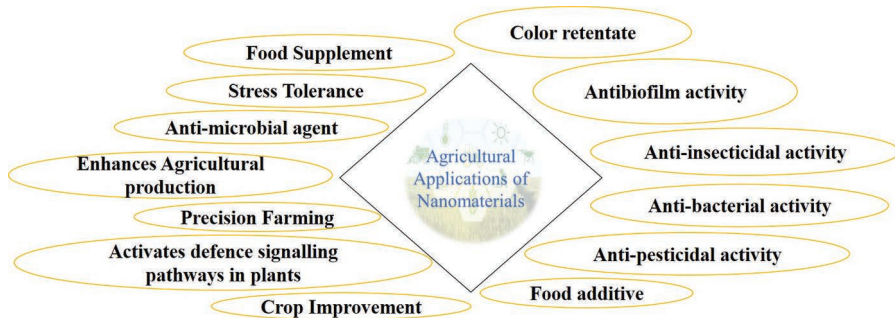 Color retentate
Food Supplement
Stress Tolerance
Antibiofilm activity
Anti-microbial agent
Agricultural
Applications of
Nanomaterials
Anti-insecticidal activity
Enhances Agricultural
production
Precision Farming
Anti-bacterial activity
Activates defence signalling
pathways in plants
Anti-pesticidal activity
Crop Improvement
Food additive